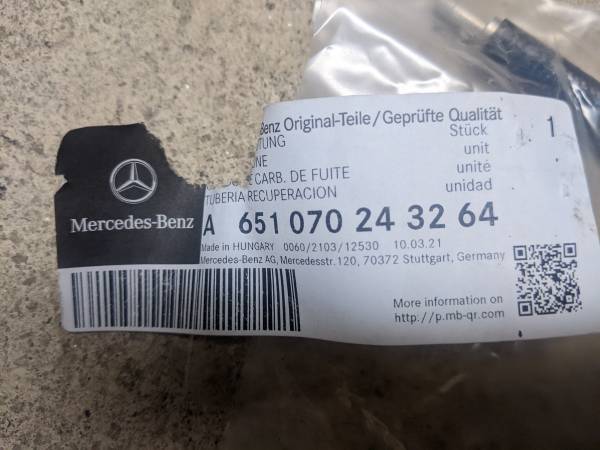 Benz Original-Teile/Geprüfte Qualität
Stück 1
unit
CARB. DE FUITE unité
TUBERIA RECUPERACION unidad
Mercedes-Benz
A 651 070 24 32 64
Made in HUNGARY 0060/2103/12530 10.03.21
Mercedes-Benz AG, Mercedesstr.120, 70372 Stuttgart, Germany
More information on
http://p.mb-qr.com/